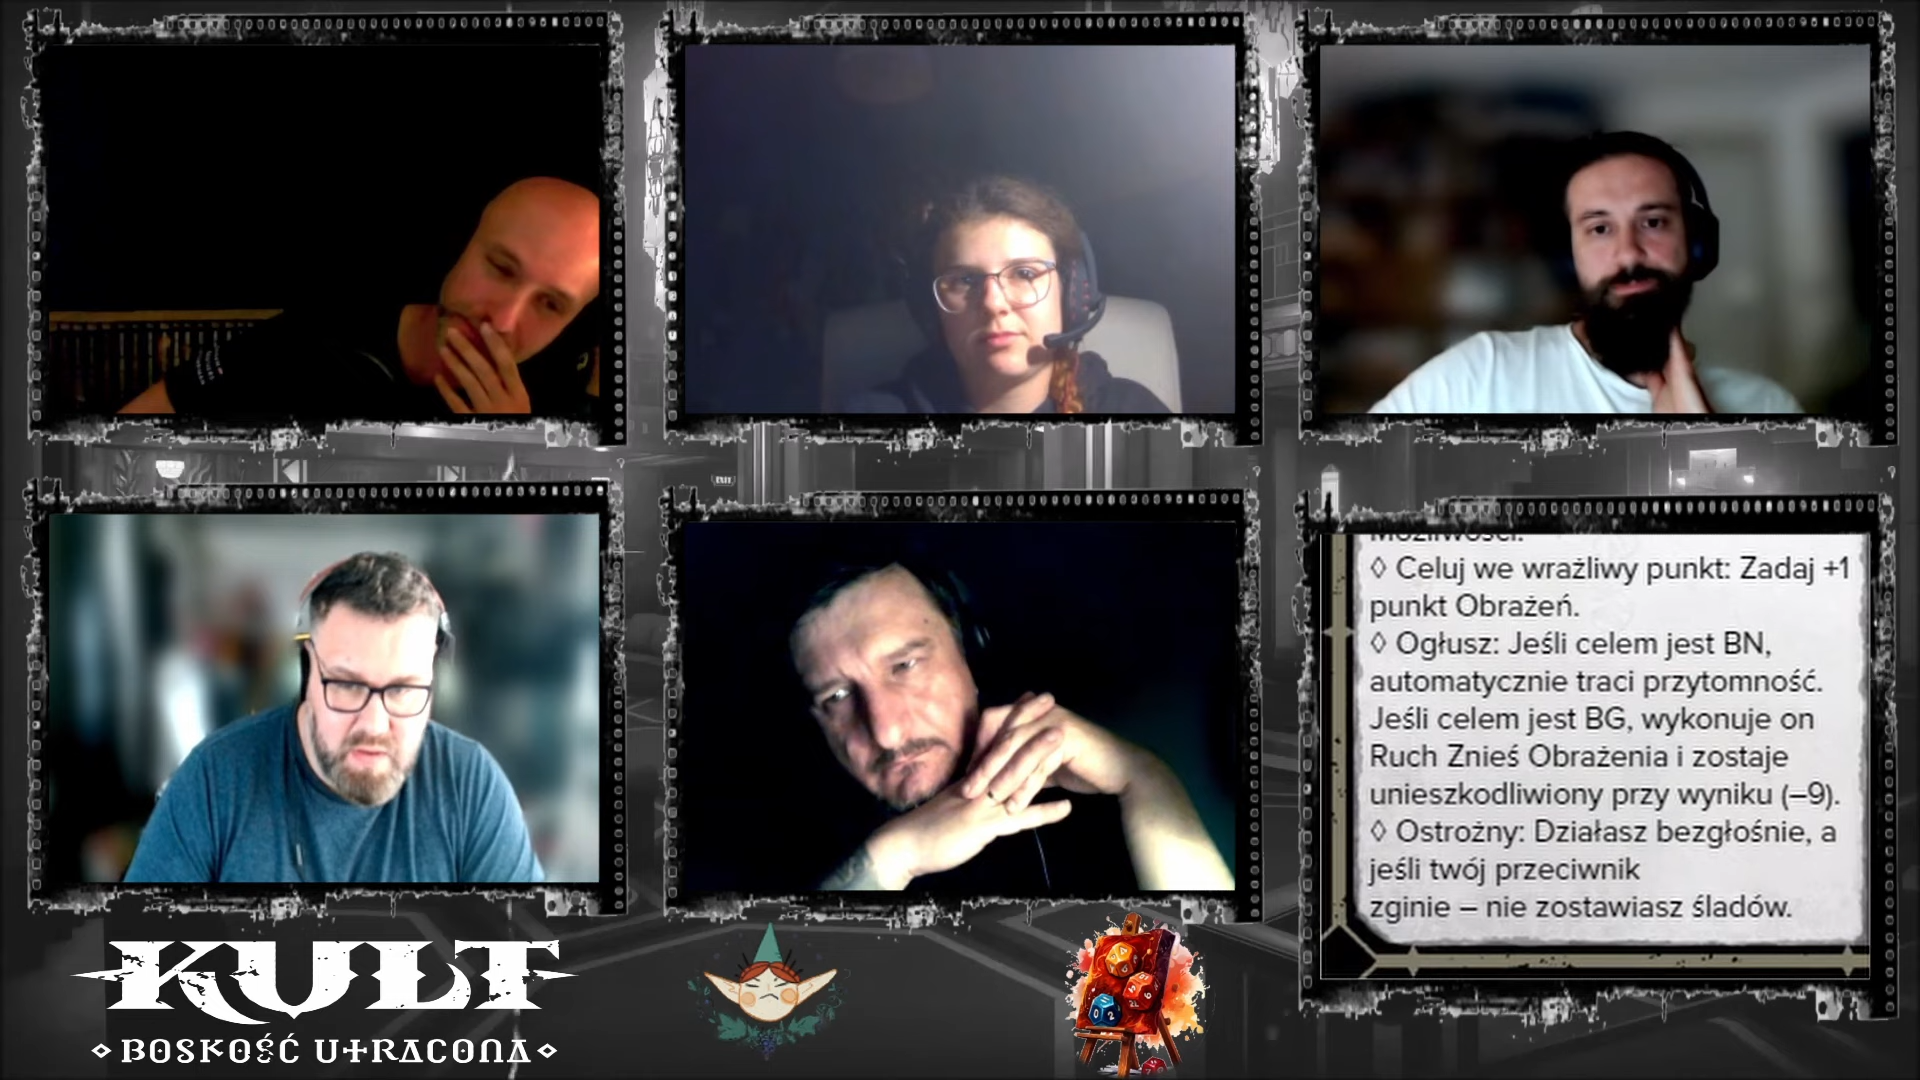 Możliwości.
◊ Celuj we wrażliwy punkt: Zadaj +1
punkt Obrażeń.
◊ Ogłusz: Jeśli celem jest BN,
automatycznie traci przytomność.
Jeśli celem jest BG, wykonuje on
Ruch Znieś Obrażenia i zostaje
unieszkodliwiony przy wyniku (–9).
◊ Ostrożny: Działasz bezgłośnie, a
jeśli twój przeciwnik
zginie – nie zostawiasz śladów.
KULT
BOSKOŚĆ UTRACONA
EXIT